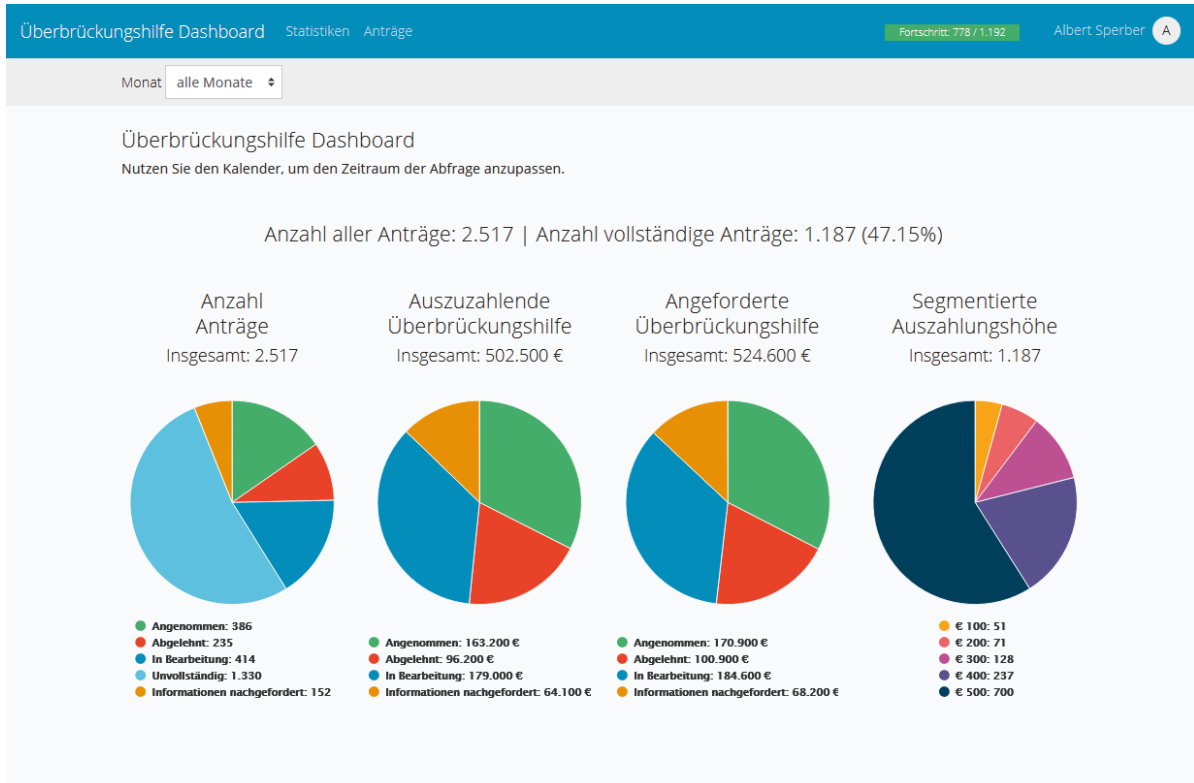 Überbrückungshilfe Dashboard Statistiken Anträge Fortschritt: 778 / 1.192 Albert Sperber A
Monat alle Monate
Überbrückungshilfe Dashboard
Nutzen Sie den Kalender, um den Zeitraum der Abfrage anzupassen.
Anzahl aller Anträge: 2.517 | Anzahl vollständige Anträge: 1.187 (47.15%)
Anzahl
Anträge
Insgesamt: 2.517
Angenommen: 386
Abgelehnt: 235
In Bearbeitung: 414
Unvollständig: 1.330
Informationen nachgefordert: 152
Auszuzahlende
Überbrückungshilfe
Insgesamt: 502.500 €
Angenommen: 163.200 €
Abgelehnt: 96.200 €
In Bearbeitung: 179.000 €
Informationen nachgefordert: 64.100 €
Angeforderte
Überbrückungshilfe
Insgesamt: 524.600 €
Angenommen: 170.900 €
Abgelehnt: 100.900 €
In Bearbeitung: 184.600 €
Informationen nachgefordert: 68.200 €
Segmentierte
Auszahlungshöhe
Insgesamt: 1.187
€ 100: 51
€ 200: 71
€ 300: 128
€ 400: 237
€ 500: 700